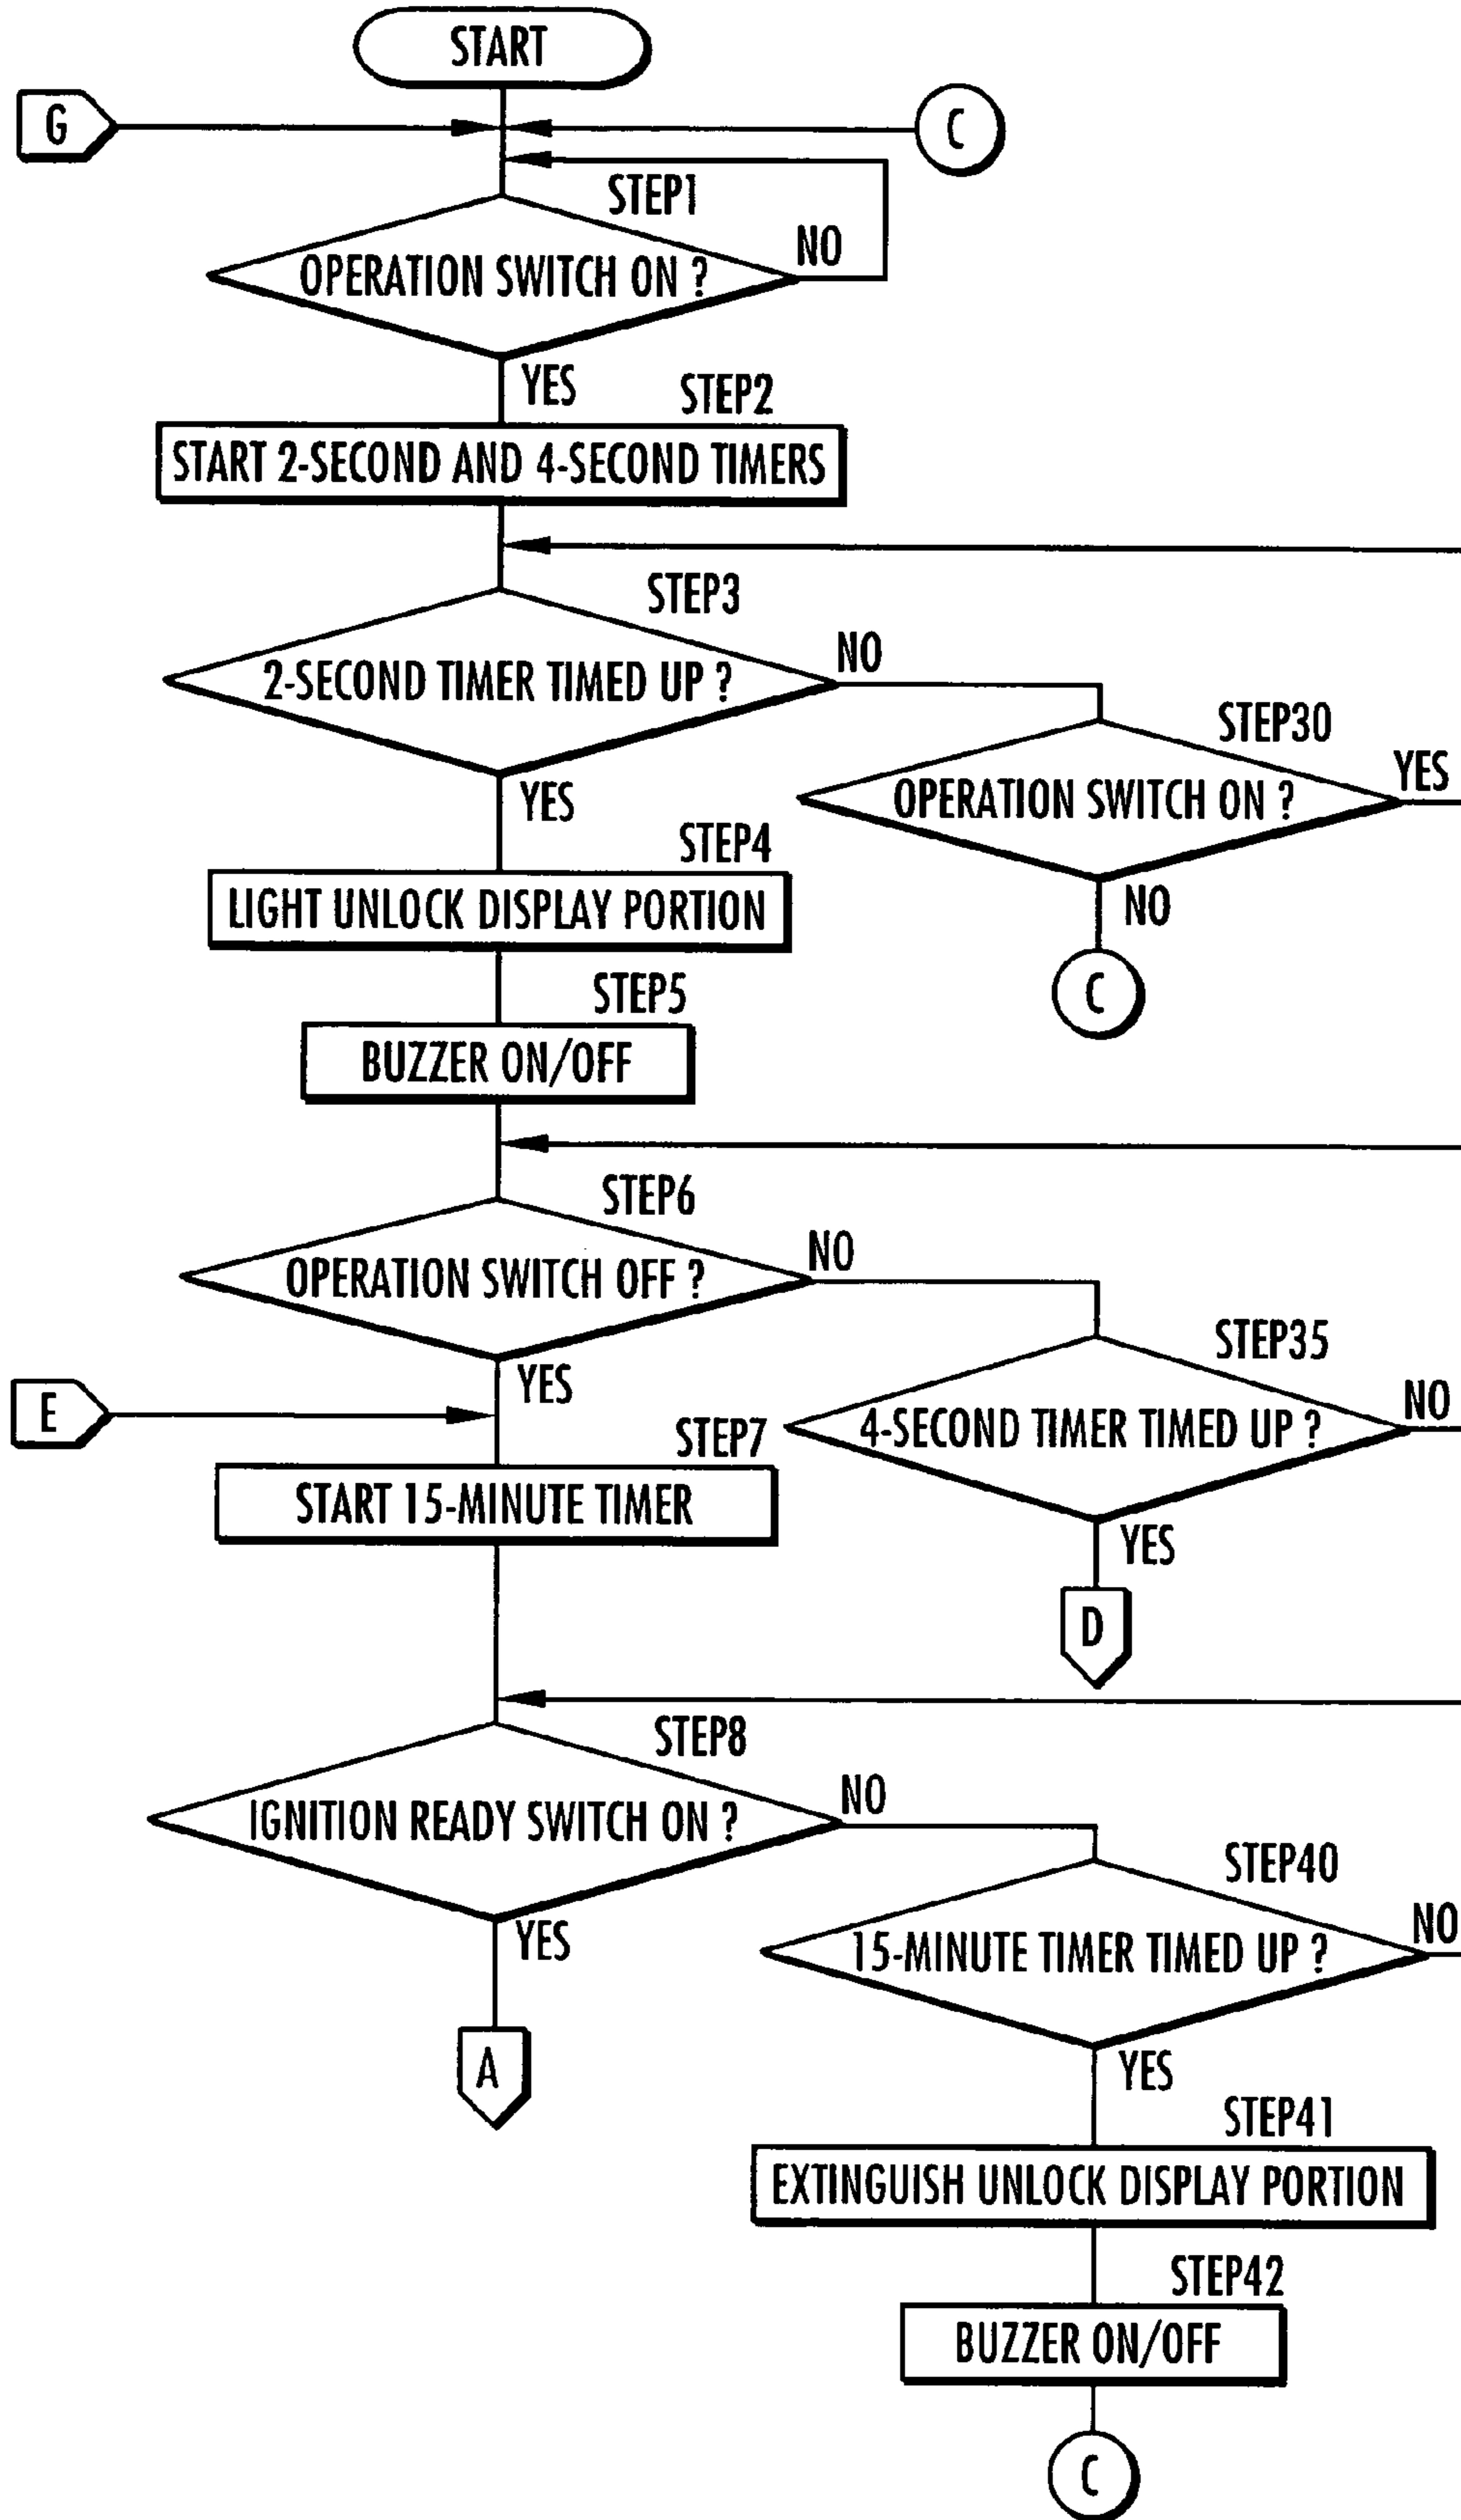 START
G
C
STEP1
OPERATION SWITCH ON ?
NO
YES
STEP2
START 2-SECOND AND 4-SECOND TIMERS
STEP3
2-SECOND TIMER TIMED UP ?
NO
STEP30
OPERATION SWITCH ON ?
YES
YES
NO
C
STEP4
LIGHT UNLOCK DISPLAY PORTION
STEP5
BUZZER ON/OFF
STEP6
OPERATION SWITCH OFF ?
NO
STEP35
4-SECOND TIMER TIMED UP ?
NO
YES
D
YES
E
STEP7
START 15-MINUTE TIMER
STEP8
IGNITION READY SWITCH ON ?
NO
YES
A
STEP40
15-MINUTE TIMER TIMED UP ?
NO
YES
STEP41
EXTINGUISH UNLOCK DISPLAY PORTION
STEP42
BUZZER ON/OFF
C